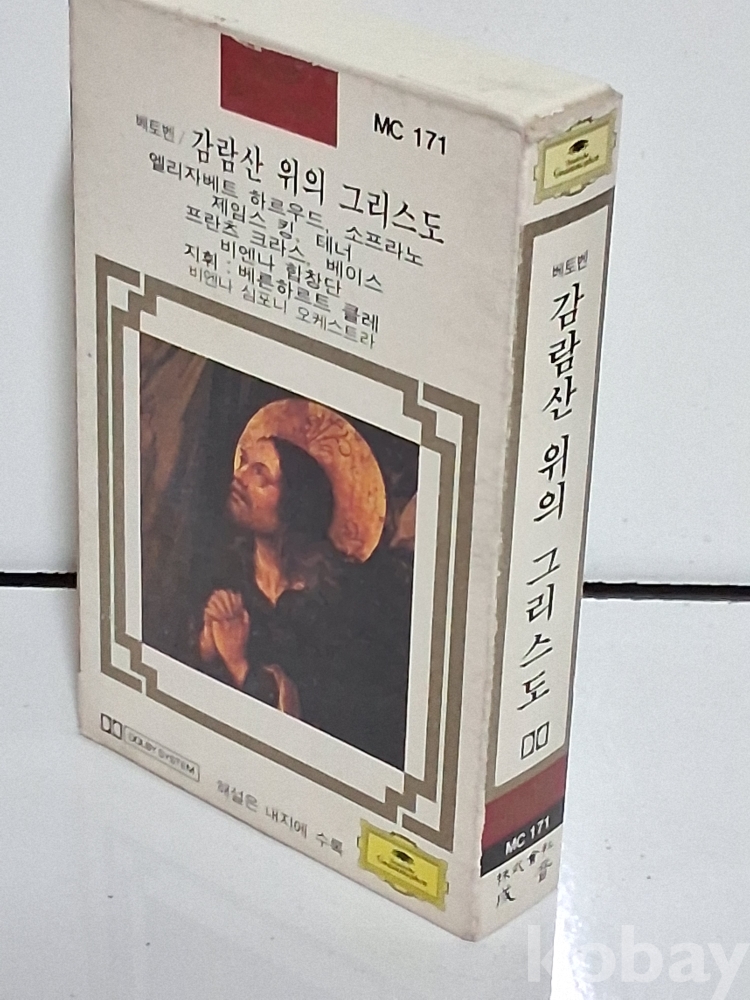 MC 171
베토벤/감람산 위의 그리스도
엘리자베트 하르우드, 소프라노
제임스 킹, 테너
프란츠 크라스, 베이스
비엔나 힙창단
지휘 : 베른하르트 클레
비엔나 심포니 오케스트라
DOLBY SYSTEM
해설은 내지에 수록
Deutsche
Grammophon
Deutsche
Grammophon
베토벤
감람산 위의 그리스도
MC 171
株式會社
成音
kobay